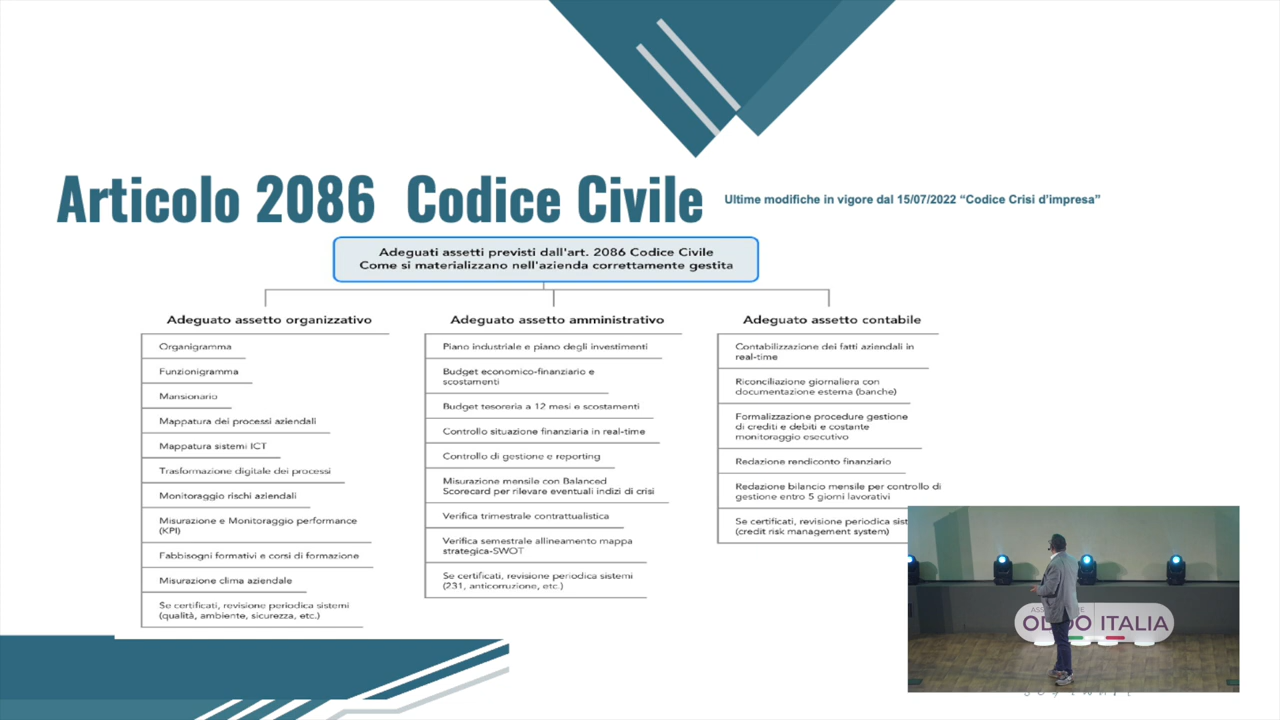 Articolo 2086 Codice Civile
Ultime modifiche in vigore dal 15/07/2022 “Codice Crisi d’impresa”
Adeguati assetti previsti dall'art. 2086 Codice Civile
Come si materializzano nell'azienda correttamente gestita
Adeguato assetto organizzativo
Organigramma
Funzionigramma
Mansionario
Mappatura dei processi aziendali
Mappatura sistemi ICT
Trasformazione digitale dei processi
Monitoraggio rischi aziendali
Misurazione e Monitoraggio performance
(KPI)
Fabbisogni formativi e corsi di formazione
Misurazione clima aziendale
Se certificati, revisione periodica sistemi
(qualità, ambiente, sicurezza, etc.)
Adeguato assetto amministrativo
Piano industriale e piano degli investimenti
Budget economico-finanziario e
scostamenti
Budget tesoreria a 12 mesi e scostamenti
Controllo situazione finanziaria in real-time
Controllo di gestione e reporting
Misurazione mensile con Balanced
Scorecard per rilevare eventuali indizi di crisi
Verifica trimestrale contrattualistica
Verifica semestrale allineamento mappa
strategica-SWOT
Se certificati, revisione periodica sistemi
(231, anticorruzione, etc.)
Adeguato assetto contabile
Contabilizzazione dei fatti aziendali in
real-time
Riconciliazione giornaliera con
documentazione esterna (banche)
Formalizzazione procedure gestione
di crediti e debiti e costante
monitoraggio esecutivo
Redazione rendiconto finanziario
Redazione bilancio mensile per controllo di
gestione entro 5 giorni lavorativi
Se certificati, revisione periodica
(credit risk management system)
ITALIA